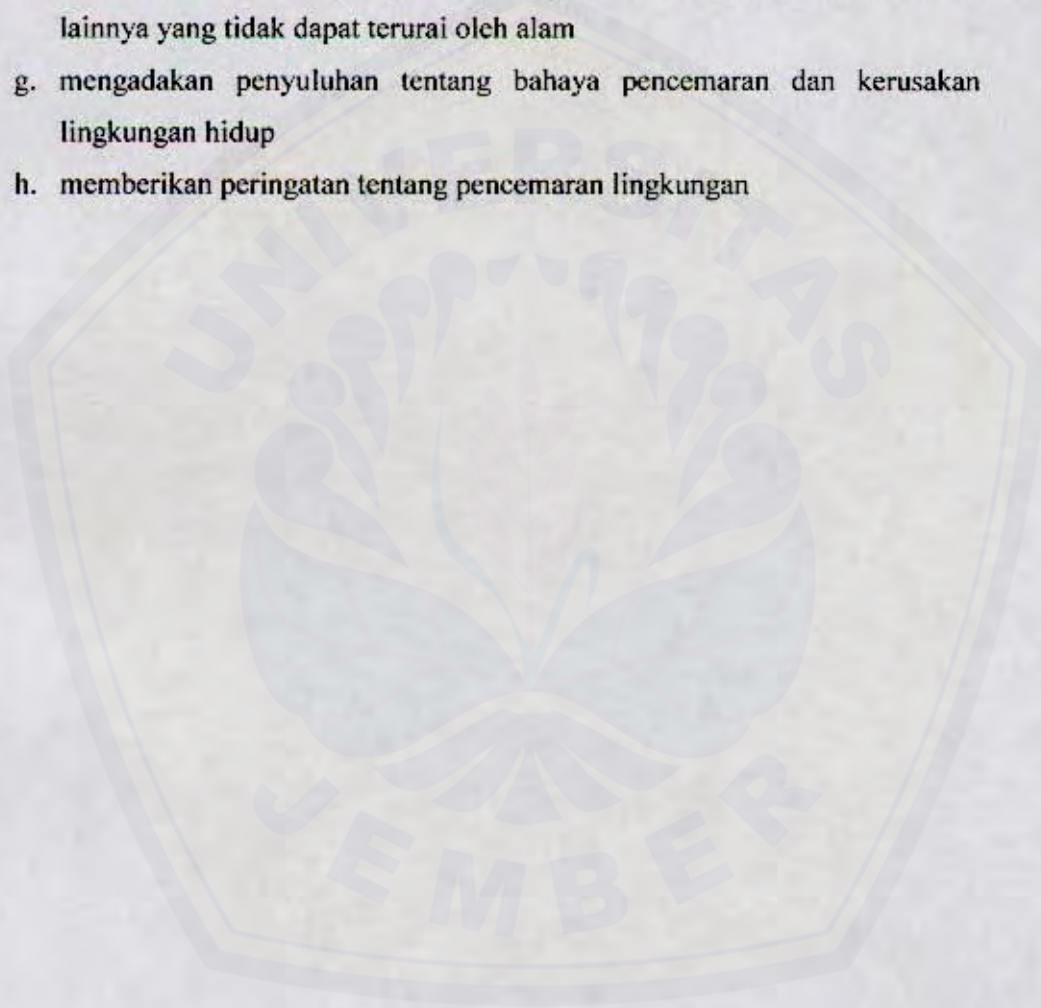 lainnya yang tidak dapat terurai oleh alam
g. mengadakan penyuluhan tentang bahaya pencemaran dan kerusakan
lingkungan hidup
h. memberikan peringatan tentang pencemaran lingkungan
UNIVERSITAS
JEMBER